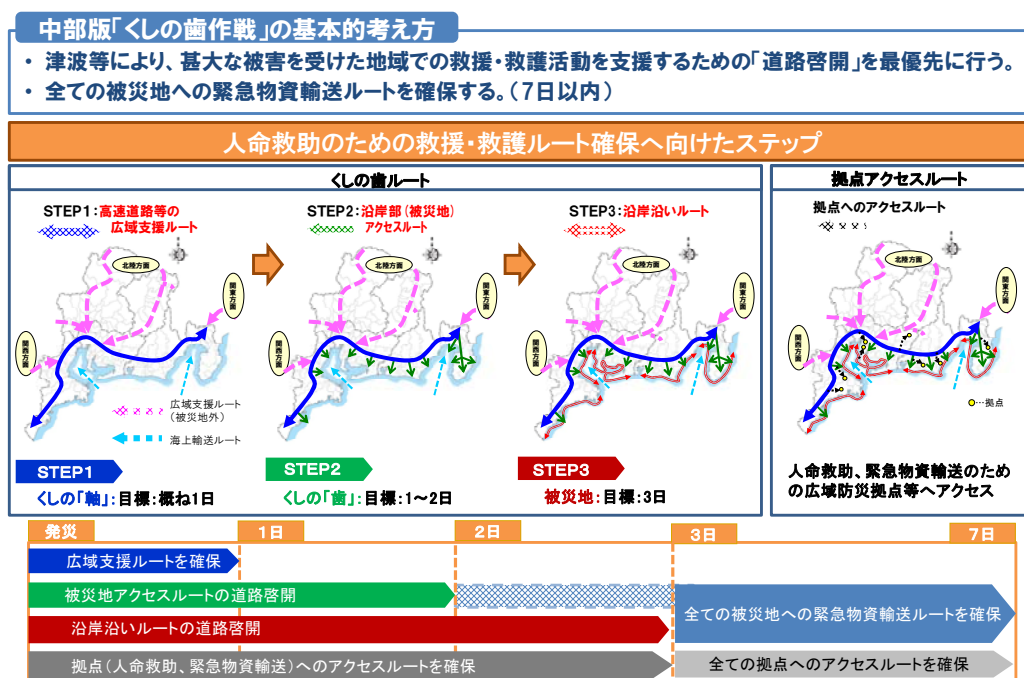 中部版「くしの歯作戦」の基本的考え方
・ 津波等により、甚大な被害を受けた地域での救援・救護活動を支援するための「道路啓開」を最優先に行う。
・ 全ての被災地への緊急物資輸送ルートを確保する。(7日以内)
人命救助のための救援・救護ルート確保へ向けたステップ
くしの歯ルート
STEP1:高速道路等の
広域支援ルート
北陸方面
関東方面
関西方面
広域支援ルート
(被災地外)
海上輸送ルート
STEP1
くしの「軸」:目標:概ね1日
STEP2:沿岸部(被災地)
アクセスルート
北陸方面
関東方面
関西方面
STEP2
くしの「歯」:目標:1~2日
STEP3:沿岸沿いルート
北陸方面
関東方面
関西方面
STEP3
被災地:目標:3日
拠点アクセスルート
拠点へのアクセスルート
北陸方面
関東方面
関西方面
…拠点
人命救助、緊急物資輸送のため
の広域防災拠点等へアクセス
発災
1日
2日
3日
7日
広域支援ルートを確保
被災地アクセスルートの道路啓開
沿岸沿いルートの道路啓開
全ての被災地への緊急物資輸送ルートを確保
拠点(人命救助、緊急物資輸送)へのアクセスルートを確保
全ての拠点へのアクセスルートを確保